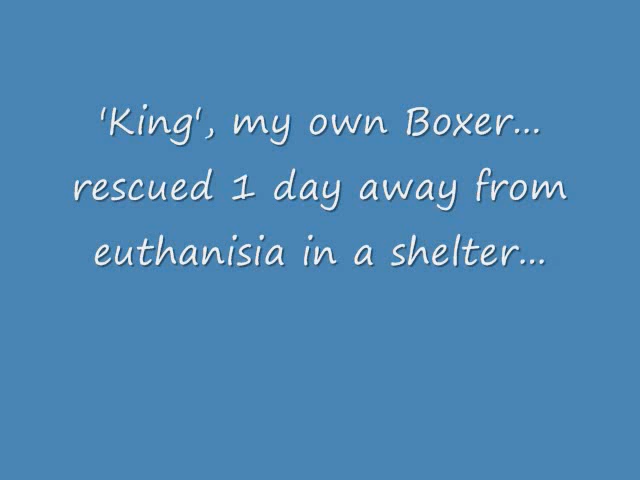 'King', my own Boxer...
rescued 1 day away from
euthanisia in a shelter...